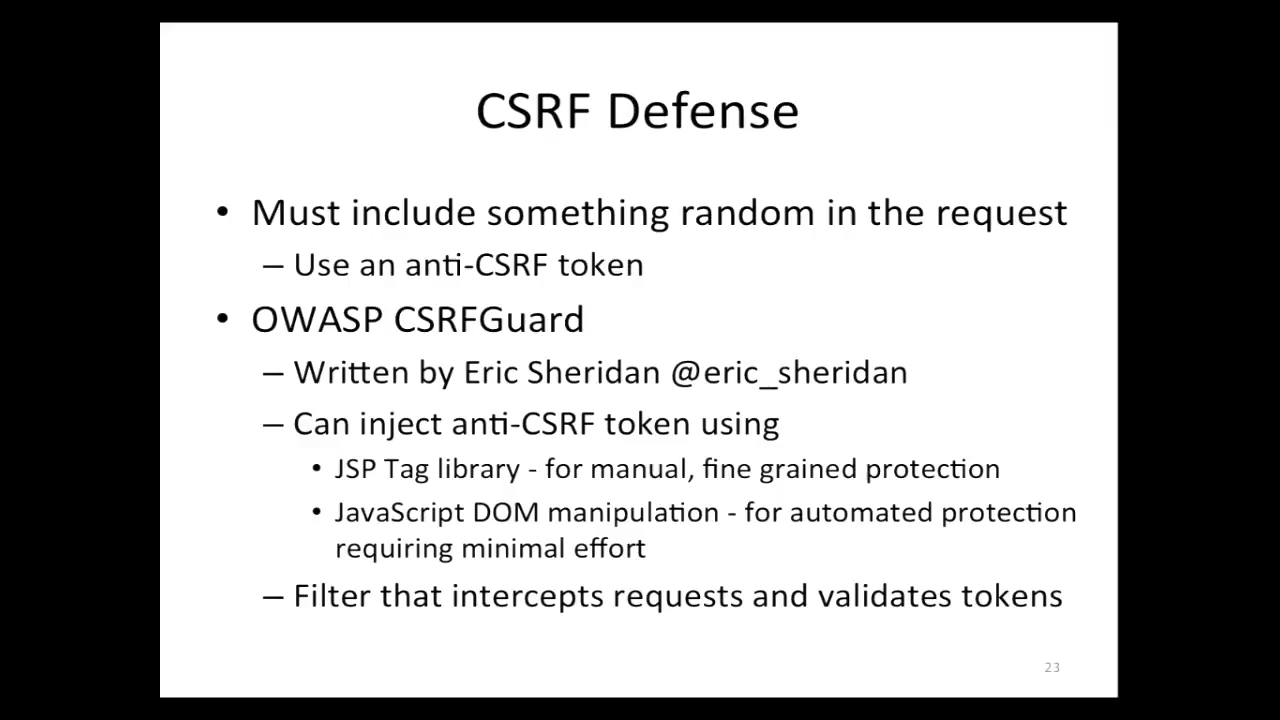 CSRF Defense
• Must include something random in the request
– Use an anti-CSRF token
• OWASP CSRFGuard
– Written by Eric Sheridan @eric_sheridan
– Can inject anti-CSRF token using
• JSP Tag library - for manual, fine grained protection
• JavaScript DOM manipulation - for automated protection
requiring minimal effort
– Filter that intercepts requests and validates tokens
23